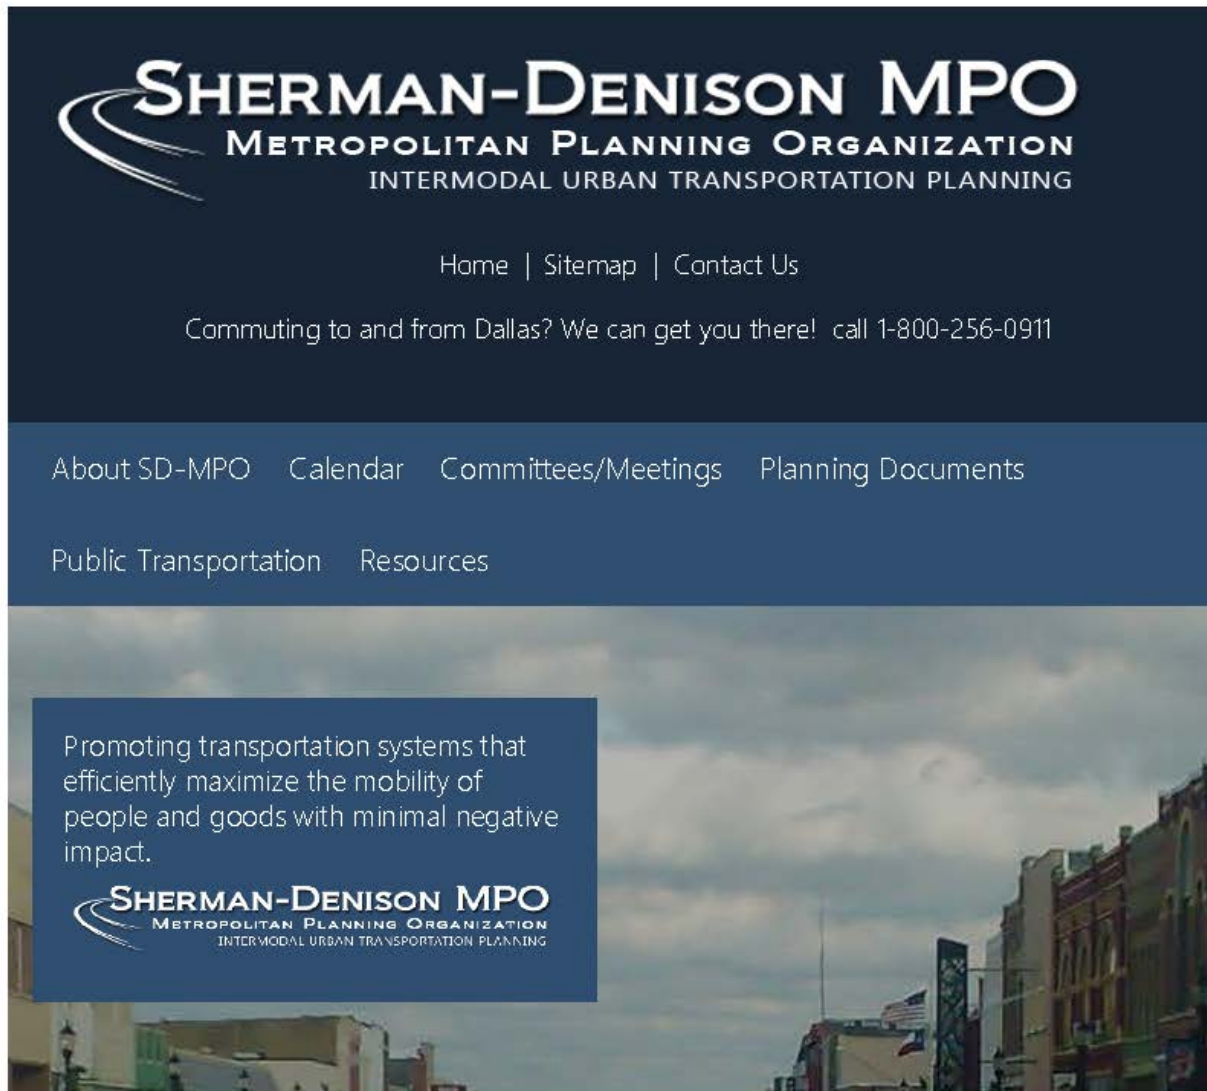 SHERMAN-DENISON MPO
METROPOLITAN PLANNING ORGANIZATION
INTERMODAL URBAN TRANSPORTATION PLANNING
Home | Sitemap | Contact Us
Commuting to and from Dallas? We can get you there! call 1-800-256-0911
About SD-MPO Calendar Committees/Meetings Planning Documents
Public Transportation Resources
Promoting transportation systems that
efficiently maximize the mobility of
people and goods with minimal negative
impact.
SHERMAN-DENISON MPO
METROPOLITAN PLANNING ORGANIZATION
INTERMODAL URBAN TRANSPORTATION PLANNING